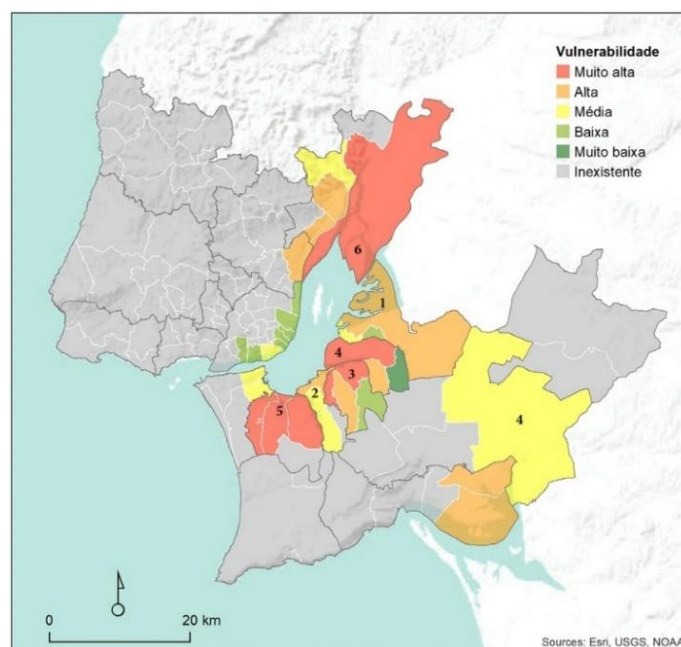 Vulnerabilidade
Muito alta
Alta
Média
Baixa
Muito baixa
Inexistente
6
1
4
3
2
5
4
0
20 km
Sources: Esri, USGS, NOAA